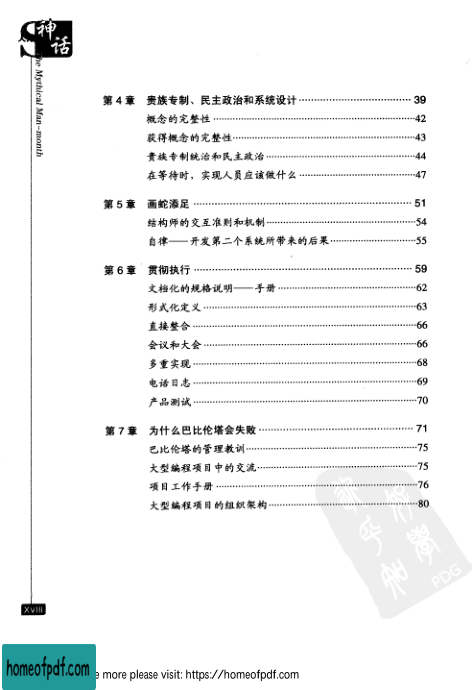 神话
The Mythical Man-month
第4章 贵族专制、民主政治和系统设计 39
概念的完整性 42
获得概念的完整性 43
贵族专制统治和民主政治 44
在等待时，实现人员应该做什么 47
第5章 画蛇添足 51
结构师的交互准则和机制 54
自律——开发第二个系统所带来的后果 55
第6章 贯彻执行 59
文档化的规格说明——手册 62
形式化定义 63
直接整合 66
会议和大会 66
多重实现 68
电话日志 69
产品测试 70
第7章 为什么巴比伦塔会失败 71
巴比伦塔的管理教训 75
大型编程项目中的交流 75
项目工作手册 76
大型编程项目的组织架构 80
PDG
XVIII
homeofpdf.com
e more please visit: https://homeofpdf.com